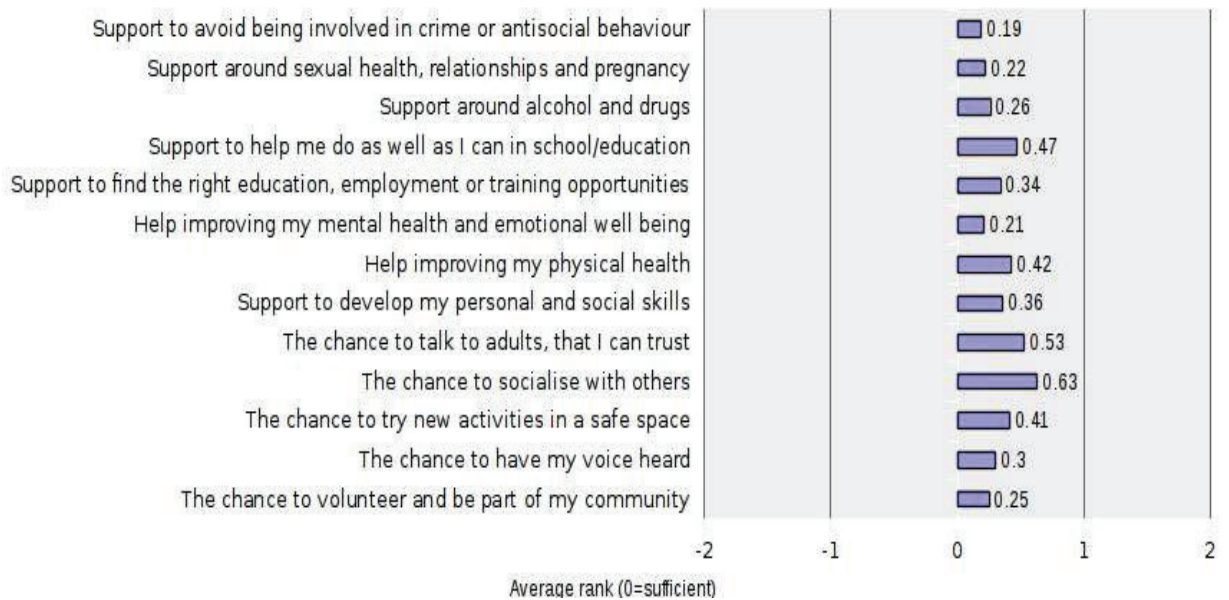 Support to avoid being involved in crime or antisocial behaviour 0.19
Support around sexual health, relationships and pregnancy 0.22
Support around alcohol and drugs 0.26
Support to help me do as well as I can in school/education 0.47
Support to find the right education, employment or training opportunities 0.34
Help improving my mental health and emotional well being 0.21
Help improving my physical health 0.42
Support to develop my personal and social skills 0.36
The chance to talk to adults, that I can trust 0.53
The chance to socialise with others 0.63
The chance to try new activities in a safe space 0.41
The chance to have my voice heard 0.3
The chance to volunteer and be part of my community 0.25
-2 -1 0 1 2
Average rank (0=sufficient)